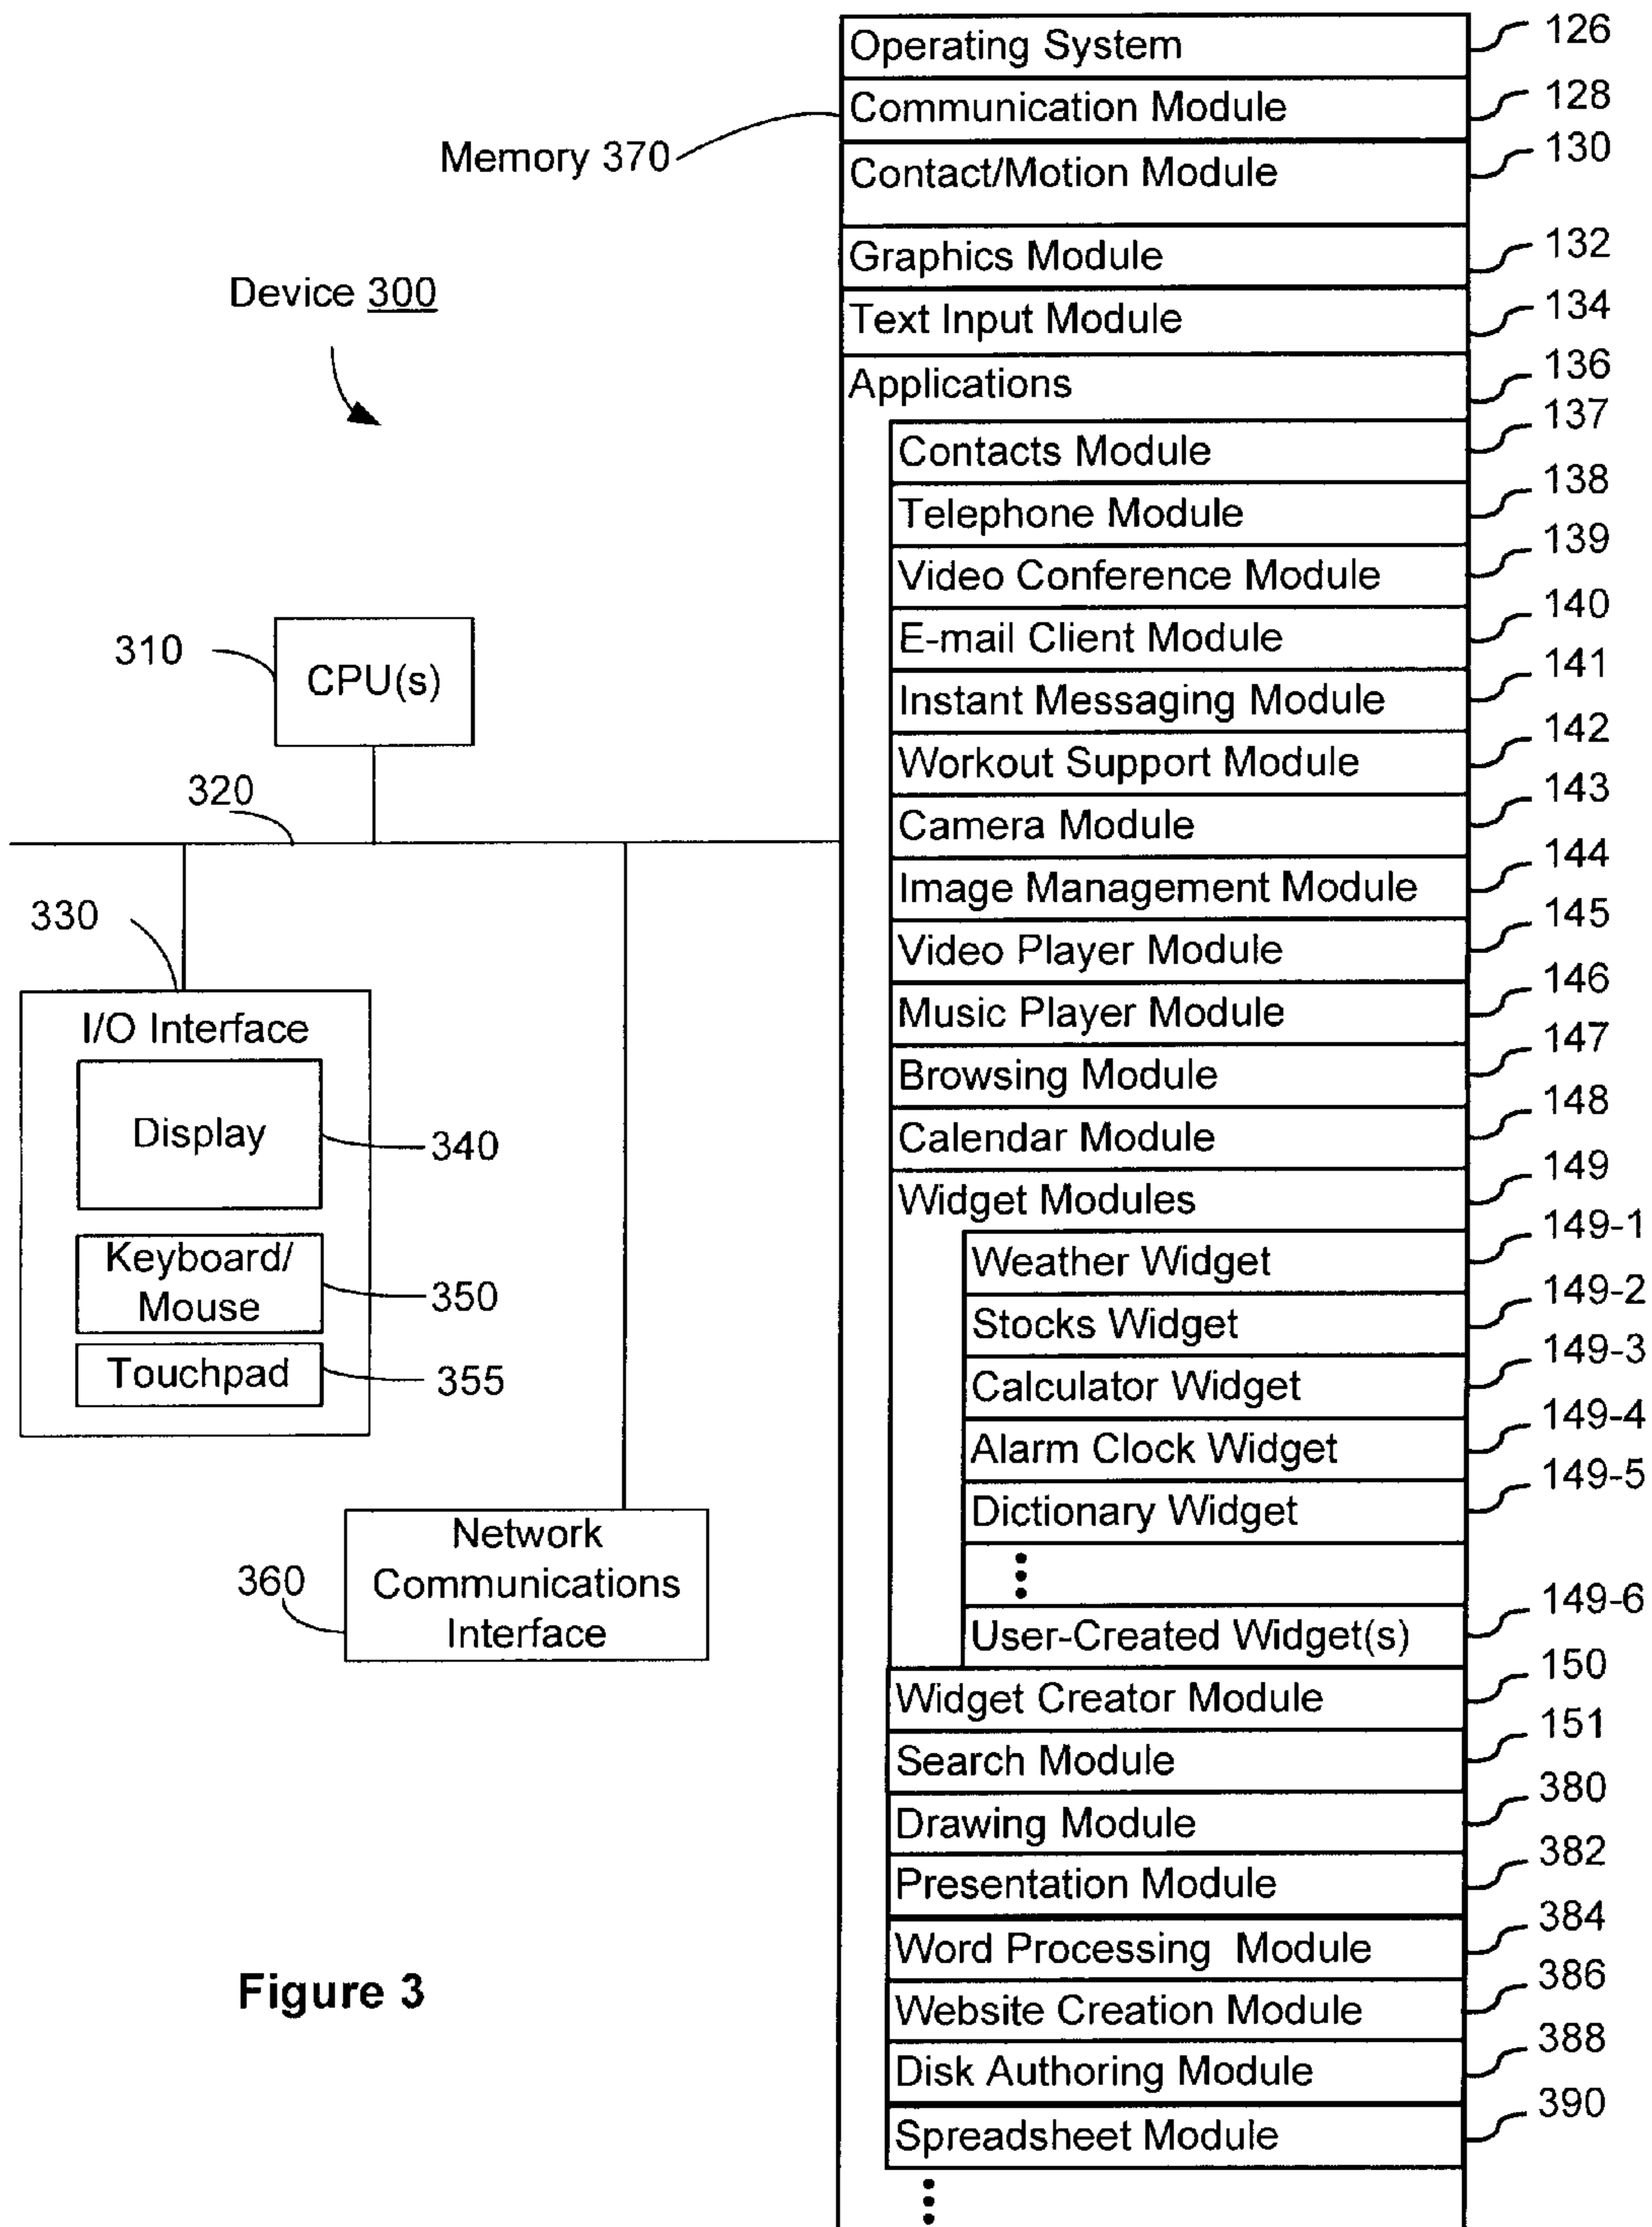 Operating System 126
Communication Module 128
Memory 370
Contact/Motion Module 130
Graphics Module 132
Device 300
Text Input Module 134
Applications 136
Contacts Module 137
Telephone Module 138
Video Conference Module 139
E-mail Client Module 140
310
CPU(s)
Instant Messaging Module 141
Workout Support Module 142
320
Camera Module 143
Image Management Module 144
330
Video Player Module 145
I/O Interface
Music Player Module 146
Browsing Module 147
Display 340
Calendar Module 148
Widget Modules 149
Keyboard/
Mouse 350
Weather Widget 149-1
Stocks Widget 149-2
Touchpad 355
Calculator Widget 149-3
Alarm Clock Widget 149-4
Dictionary Widget 149-5
Network
360 Communications
Interface
User-Created Widget(s) 149-6
Widget Creator Module 150
Search Module 151
Drawing Module 380
Presentation Module 382
Word Processing Module 384
Figure 3
Website Creation Module 386
Disk Authoring Module 388
Spreadsheet Module 390